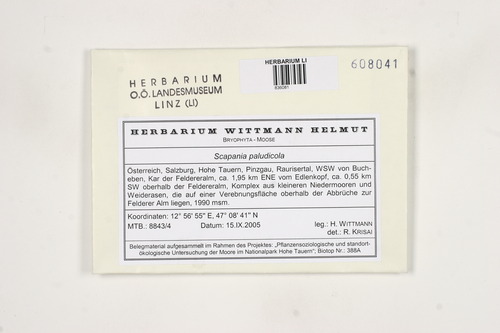 HERBARIUM LI
836081
608041
HERBARIUM
O.Ö. LANDESMUSEUM
LINZ (LI)
HERBARIUM WITTMANN HELMUT
BRYOPHYTA - MOOSE
Scapania paludicola
Österreich, Salzburg, Hohe Tauern, Pinzgau, Raurisertal, WSW von Buch-
eben, Kar der Feldereralm, ca. 1,95 km ENE vom Edlenkopf, ca. 0,55 km
SW oberhalb der Feldereralm, Komplex aus kleineren Niedermooren und
Weiderasen, die auf einer Verebnungsfläche oberhalb der Abbrüche zur
Felderer Alm liegen, 1990 msm.
Koordinaten: 12° 56' 55" E, 47° 08' 41" N
MTB.: 8843/4 Datum: 15.IX.2005 leg.: H. WITTMANN
det.: R. KRISAI
Belegmaterial aufgesammelt im Rahmen des Projektes: „Pflanzensoziologische und standort-
ökologische Untersuchung der Moore im Nationalpark Hohe Tauern"; Biotop Nr.: 388A